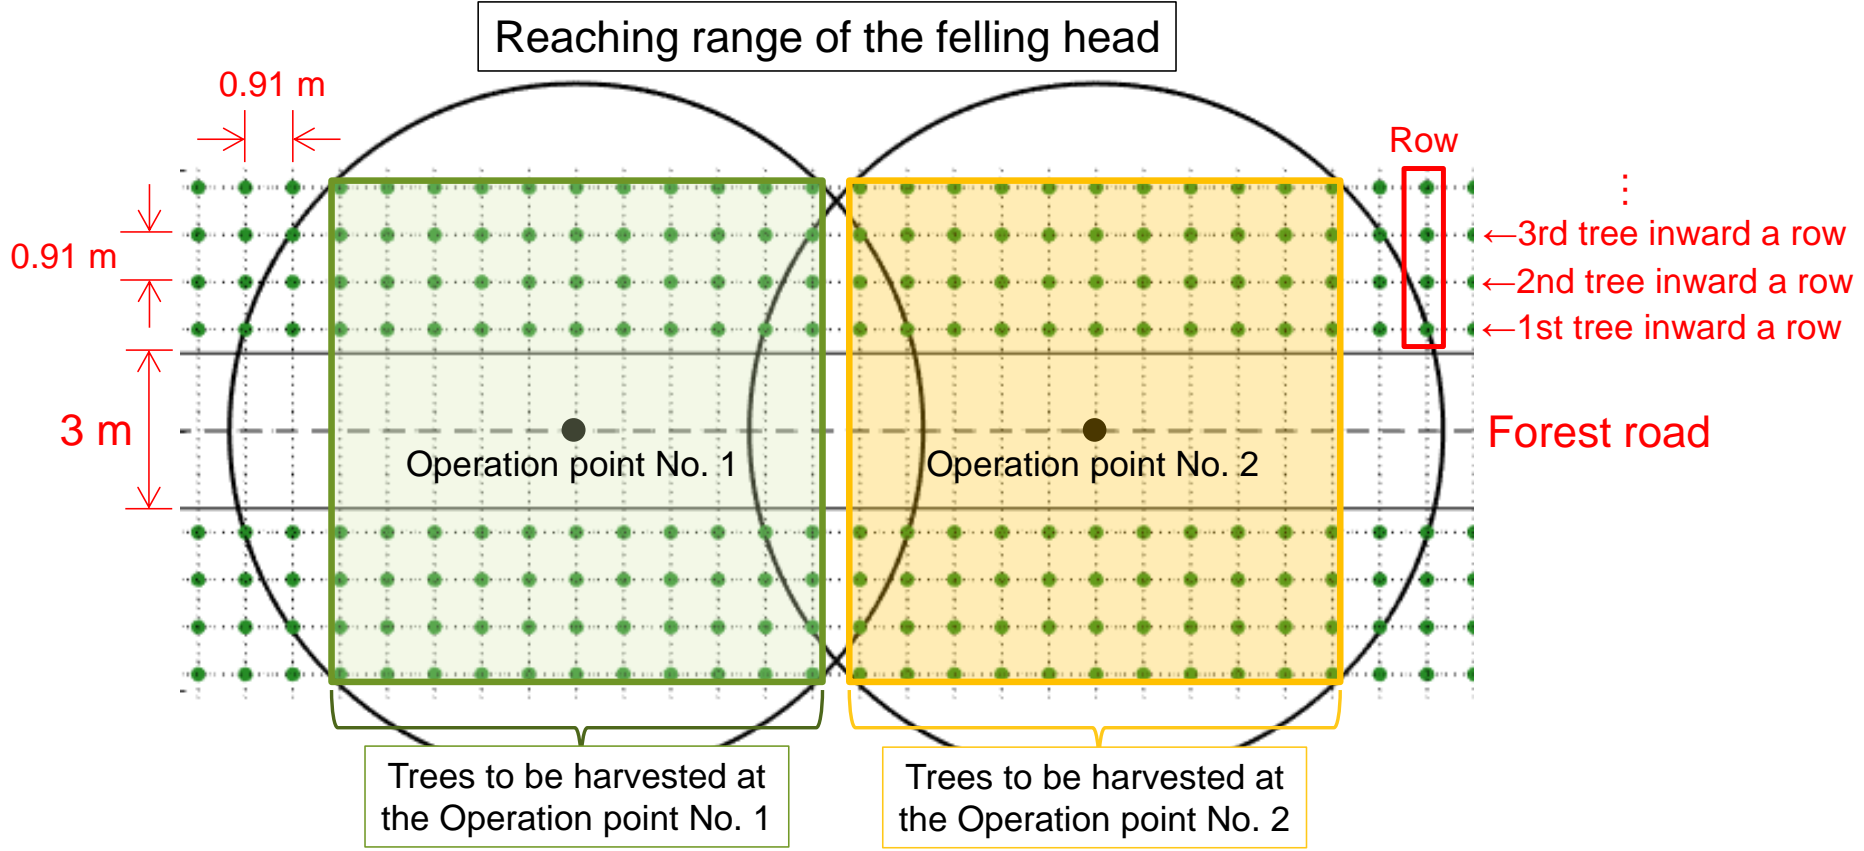 Reaching range of the felling head
0.91 m
Row
⋮
←3rd tree inward a row
0.91 m
←2nd tree inward a row
←1st tree inward a row
3 m
Forest road
Operation point No. 1
Operation point No. 2
Trees to be harvested at
the Operation point No. 1
Trees to be harvested at
the Operation point No. 2